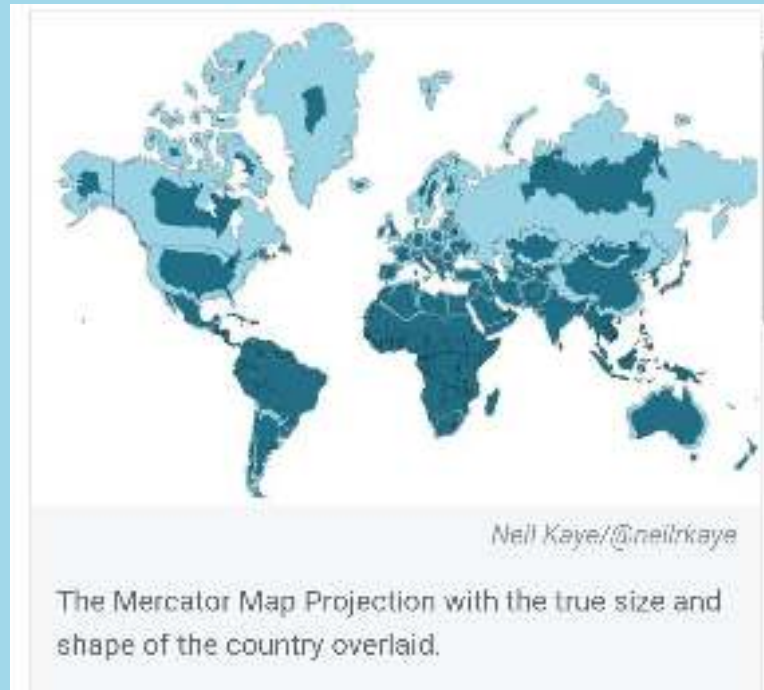 Neil Kaye/@neilrkaye
The Mercator Map Projection with the true size and
shape of the country overlaid.